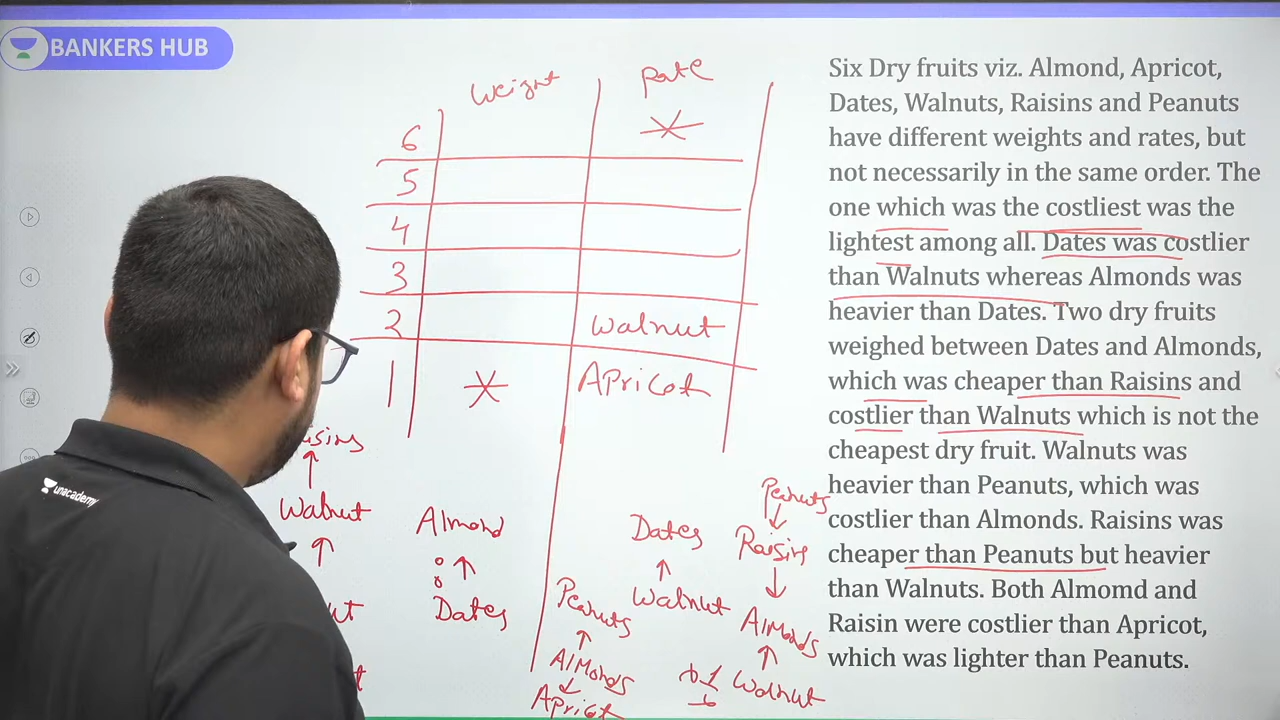 BANKERS HUB
Weight
Rate
6
5
4
3
2 Walnut
1 Apricot
Walnut
Almond
Dates
Peanuts
Almonds
Dates
Walnut
Peanuts
Raisins
Almonds
Walnut
unacademy
Six Dry fruits viz. Almond, Apricot,
Dates, Walnuts, Raisins and Peanuts
have different weights and rates, but
not necessarily in the same order. The
one which was the costliest was the
lightest among all. Dates was costlier
than Walnuts whereas Almonds was
heavier than Dates. Two dry fruits
weighed between Dates and Almonds,
which was cheaper than Raisins and
costlier than Walnuts which is not the
cheapest dry fruit. Walnuts was
heavier than Peanuts, which was
costlier than Almonds. Raisins was
cheaper than Peanuts but heavier
than Walnuts. Both Almomd and
Raisin were costlier than Apricot,
which was lighter than Peanuts.